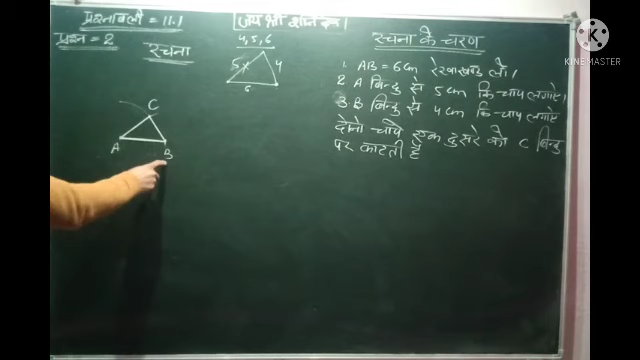 प्रश्नावली = 11.1
जय श्री श्याम
प्रश्न = 2
रचना
4, 5, 6
5
4
6
C
A
B
रचना के चरण
1. AB = 6cm रेखाखण्ड लो।
2 A बिन्दु से 5cm कि चाप लगाए।
3 B बिन्दु से 4cm कि चाप लगाए
दोनो चापे एक दुसरे को C बिन्दु
पर काटती है
KINEMASTER